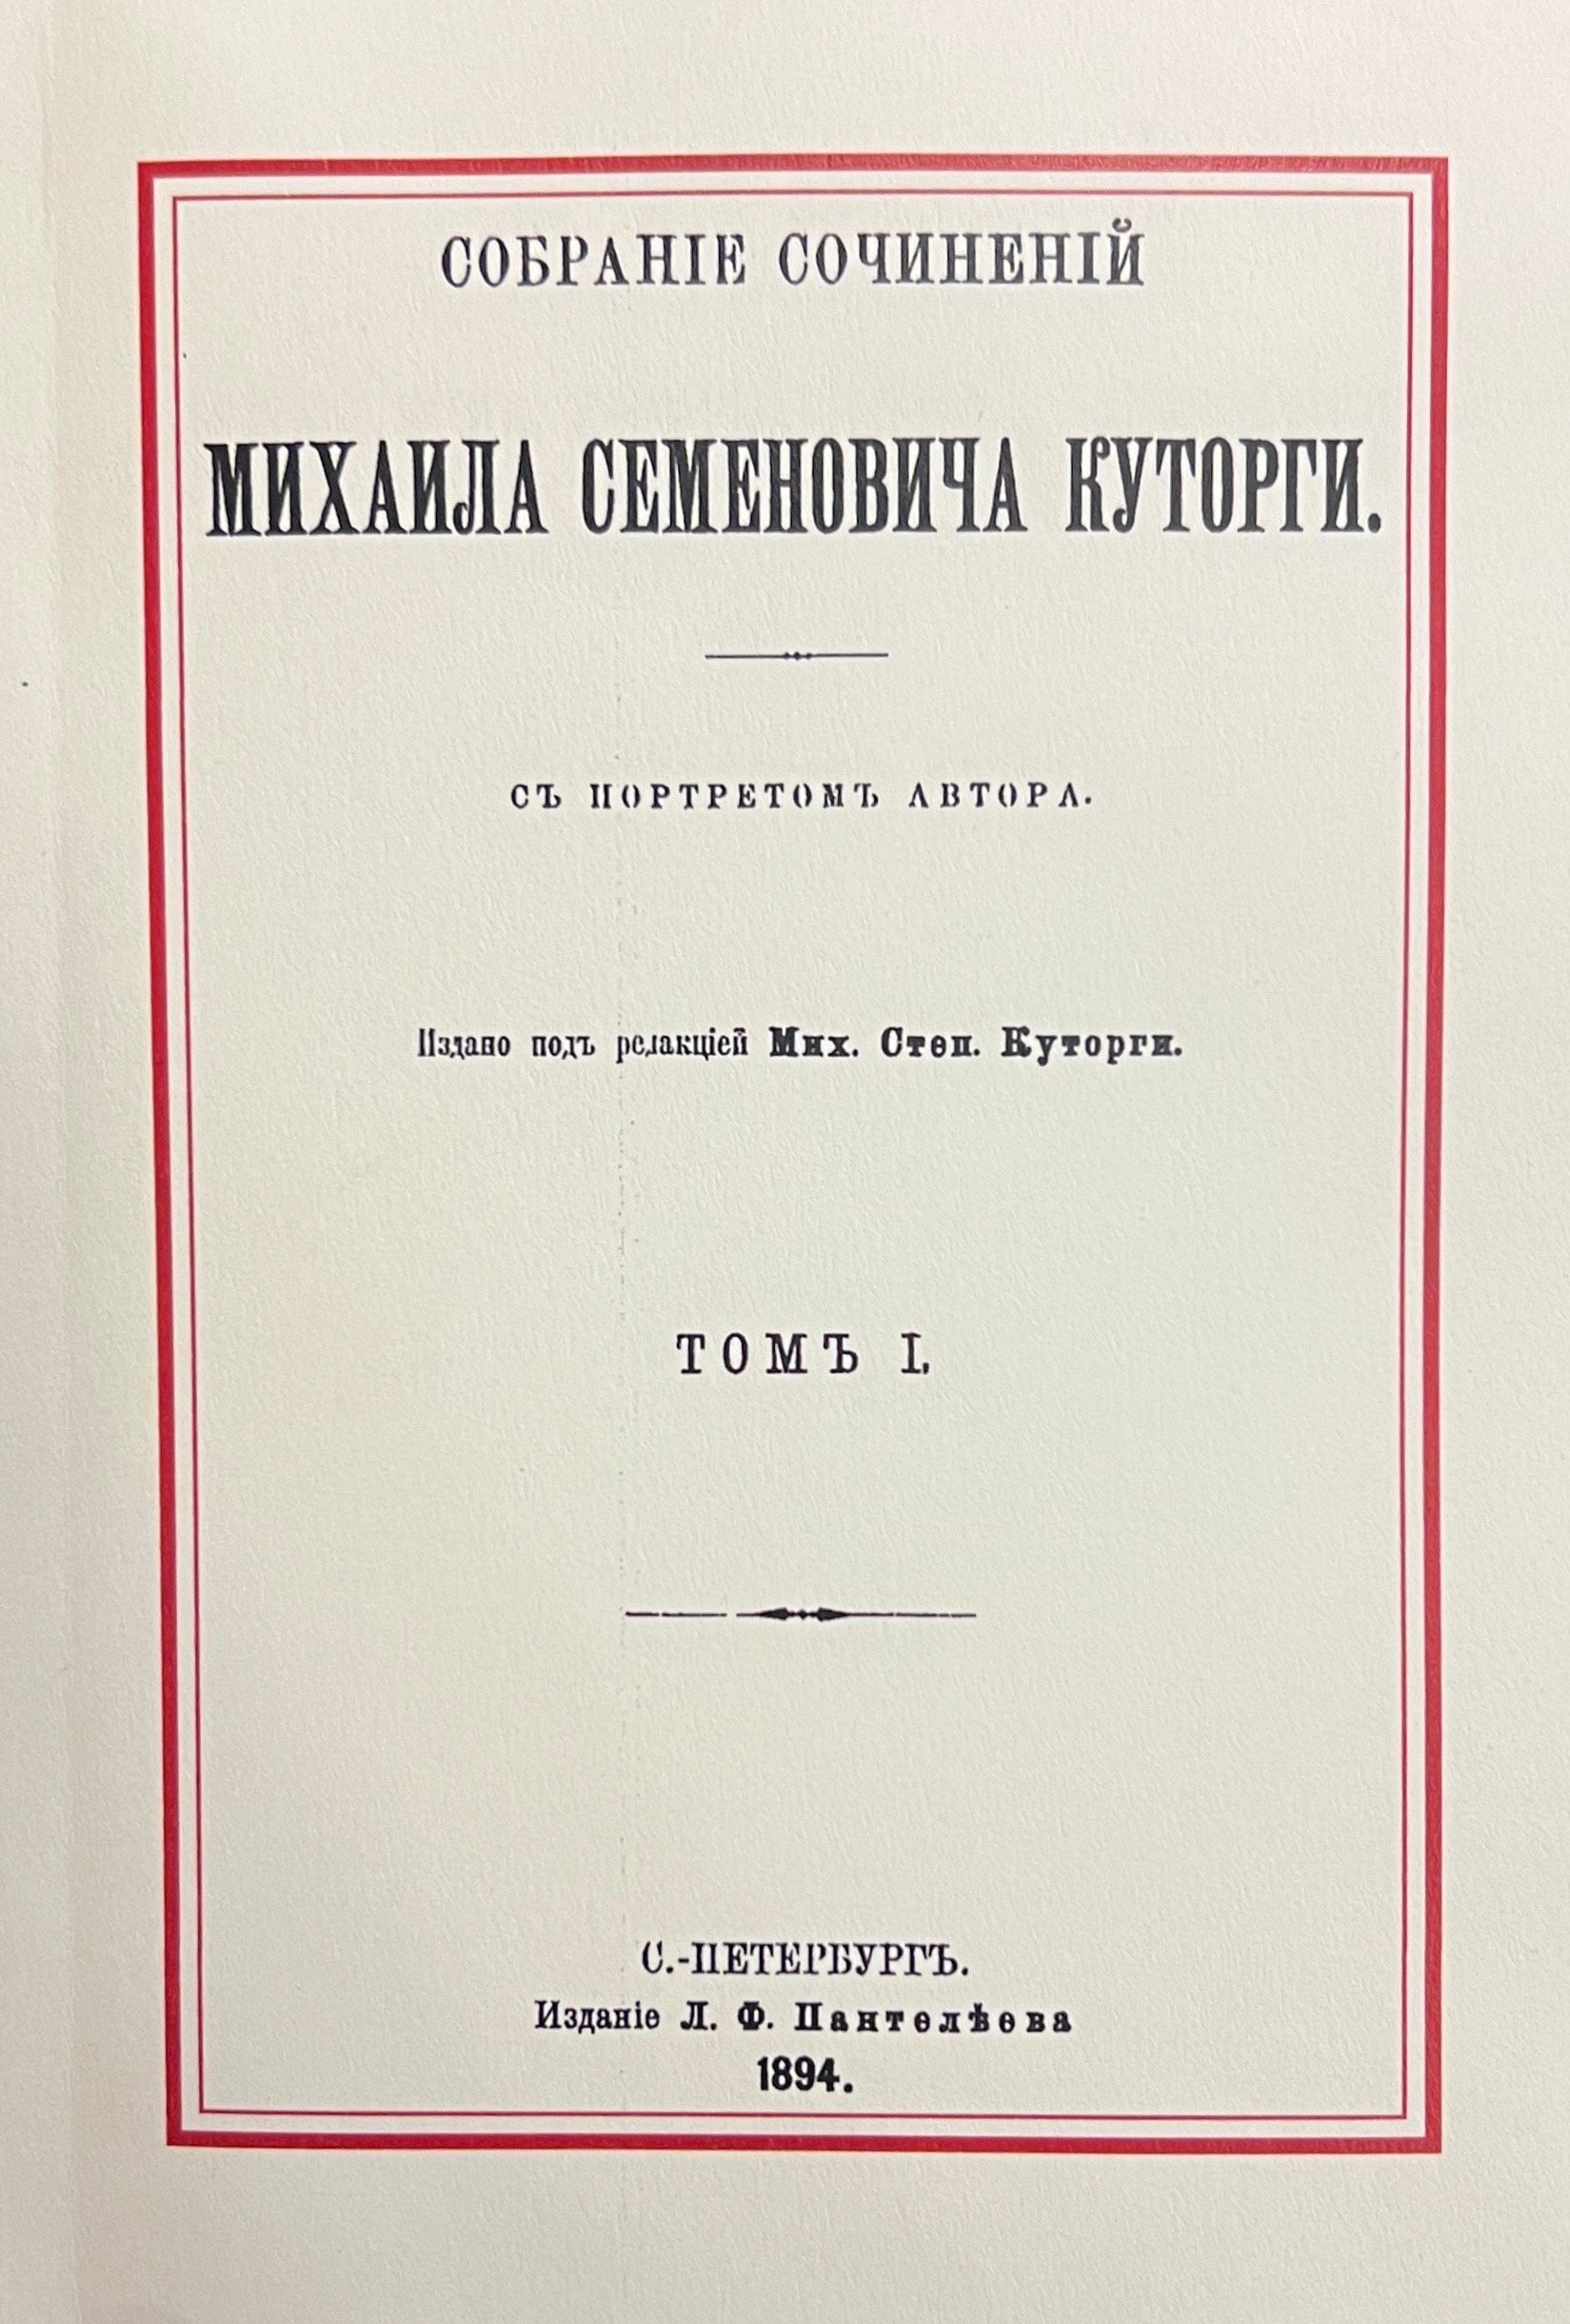 СОБРАНІЕ СОЧИНЕНІЙ
МИХАИЛА СЕМЕНОВИЧА КУТОРГИ.
СЪ ПОРТРЕТОМЪ АВТОРА.
Издано подъ редакціей Мих. Степ. Куторги.
ТОМЪ I.
С.-ПЕТЕРБУРГЪ.
Изданіе Л. Ф. Пантелѣева
1894.